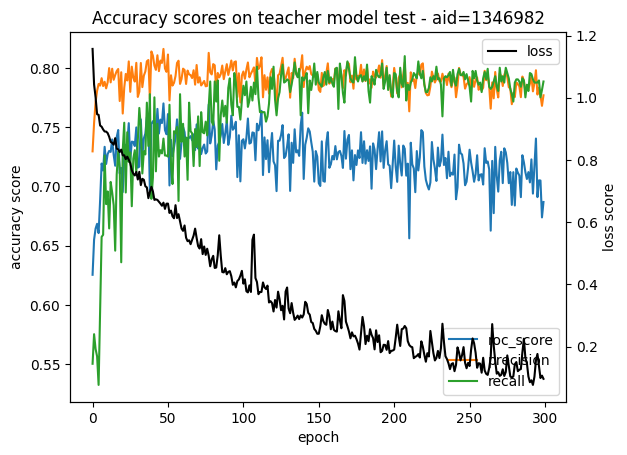 Accuracy scores on teacher model test - aid=1346982
loss
accuracy score
0.80
0.75
0.70
0.65
0.60
0.55
1.2
1.0
0.8
0.6
0.4
0.2
loss score
roc_score
precision
recall
0 50 100 150 200 250 300
epoch